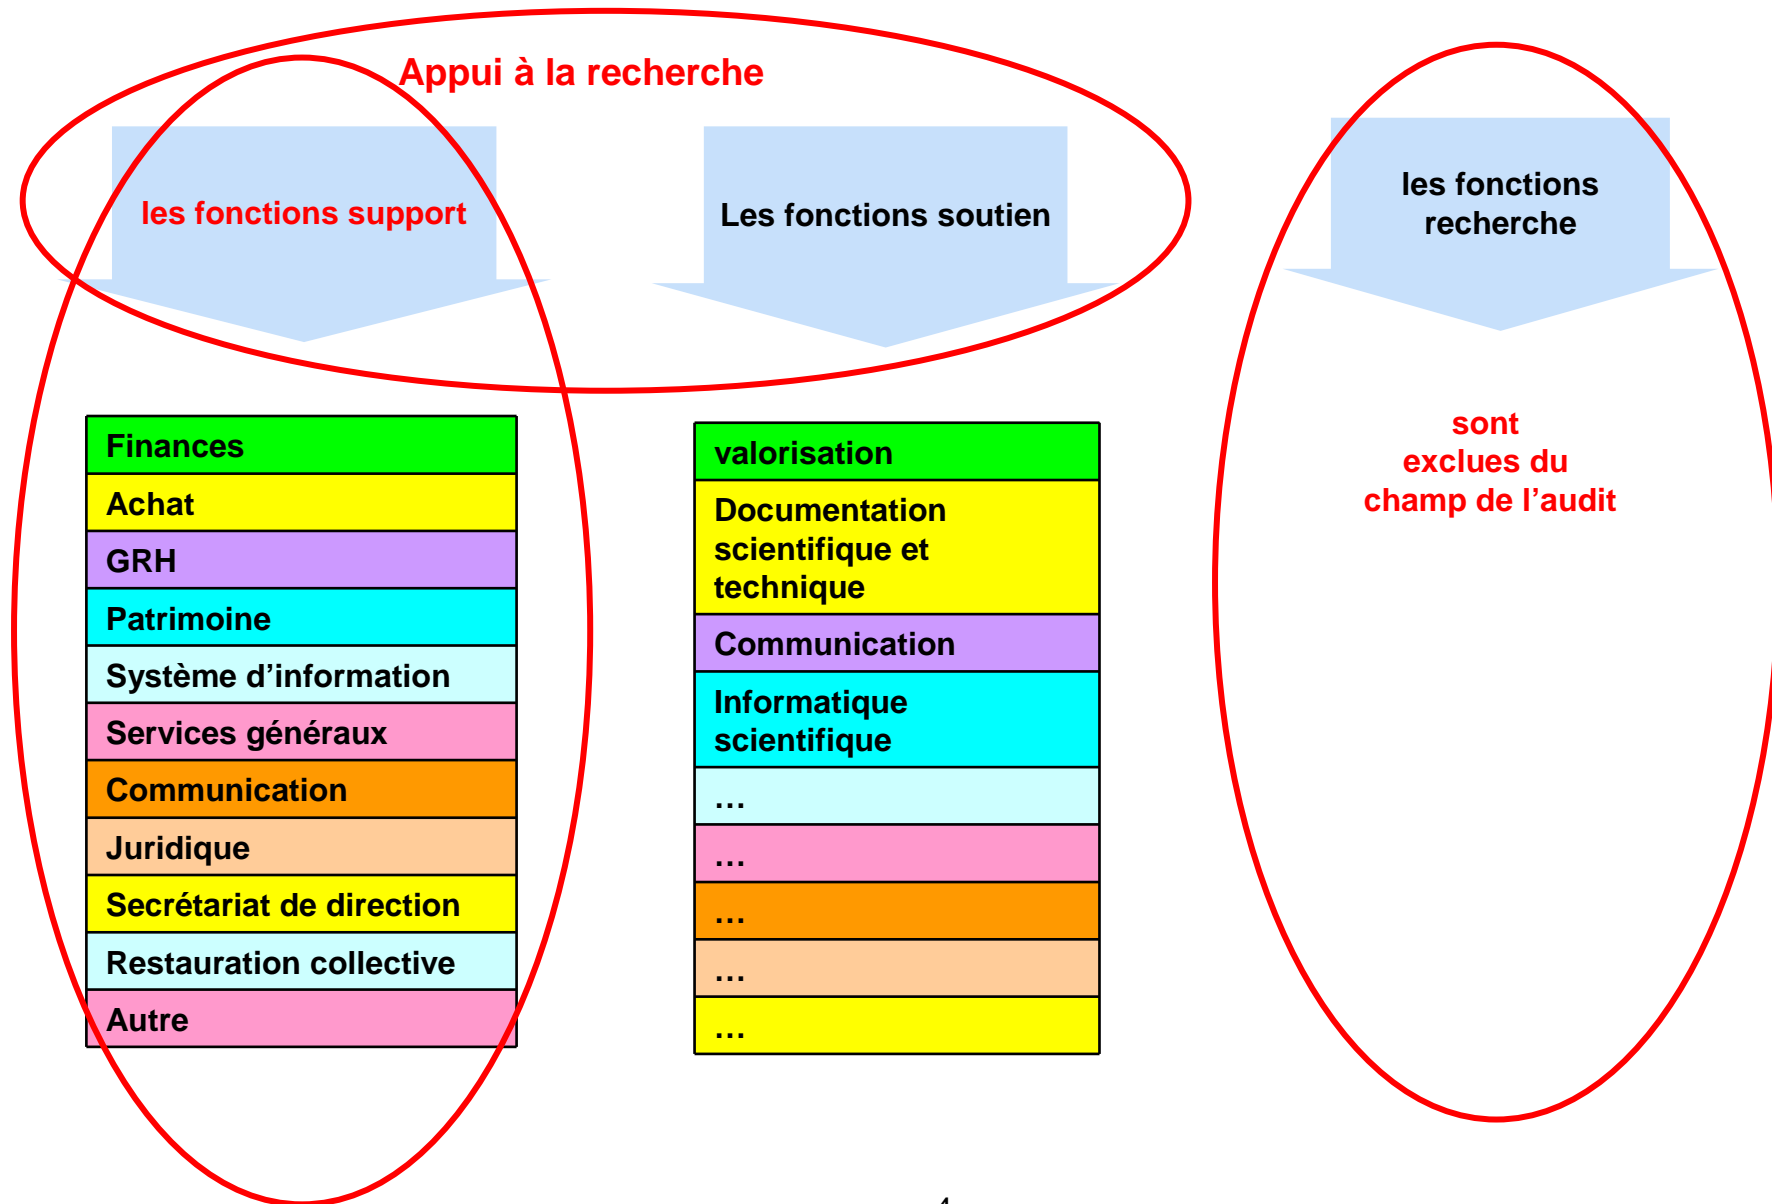 Appui à la recherche
les fonctions support
Les fonctions soutien
les fonctions
recherche
Finances
Achat
GRH
Patrimoine
Système d’information
Services généraux
Communication
Juridique
Secrétariat de direction
Restauration collective
Autre
valorisation
Documentation
scientifique et
technique
Communication
Informatique
scientifique
…
…
…
…
…
sont
exclues du
champ de l’audit